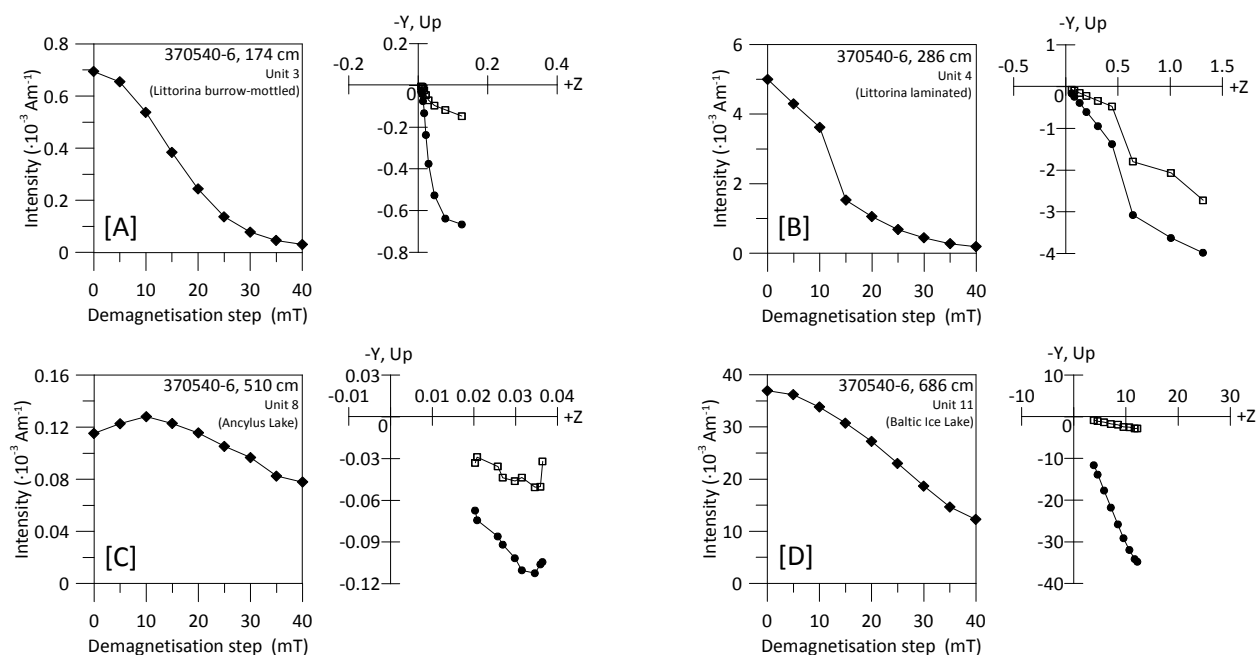 -Y, Up
0.8
0.6
0.4
0.2
0
Intensity (·10⁻³ Am⁻¹)
370540-6, 174 cm
Unit 3
(Littorina burrow-mottled)
[A]
0 10 20 30 40
Demagnetisation step (mT)
0.2
-0.2 0.2 0.4
+Z
0
-0.2
-0.4
-0.6
-0.8
-Y, Up
6
4
2
0
Intensity (·10⁻³ Am⁻¹)
370540-6, 286 cm
Unit 4
(Littorina laminated)
[B]
0 10 20 30 40
Demagnetisation step (mT)
1
-0.5 0.5 1.0 1.5
+Z
0
-1
-2
-3
-4
-Y, Up
0.16
0.12
0.08
0.04
0
Intensity (·10⁻³ Am⁻¹)
370540-6, 510 cm
Unit 8
(Ancylus Lake)
[C]
0 10 20 30 40
Demagnetisation step (mT)
-0.03
-0.01 0.01 0.02 0.03 0.04
+Z
0
-0.03
-0.06
-0.09
-0.12
-Y, Up
40
30
20
10
0
Intensity (·10⁻³ Am⁻¹)
370540-6, 686 cm
Unit 11
(Baltic Ice Lake)
[D]
0 10 20 30 40
Demagnetisation step (mT)
10
-10 10 20 30
+Z
0
-10
-20
-30
-40